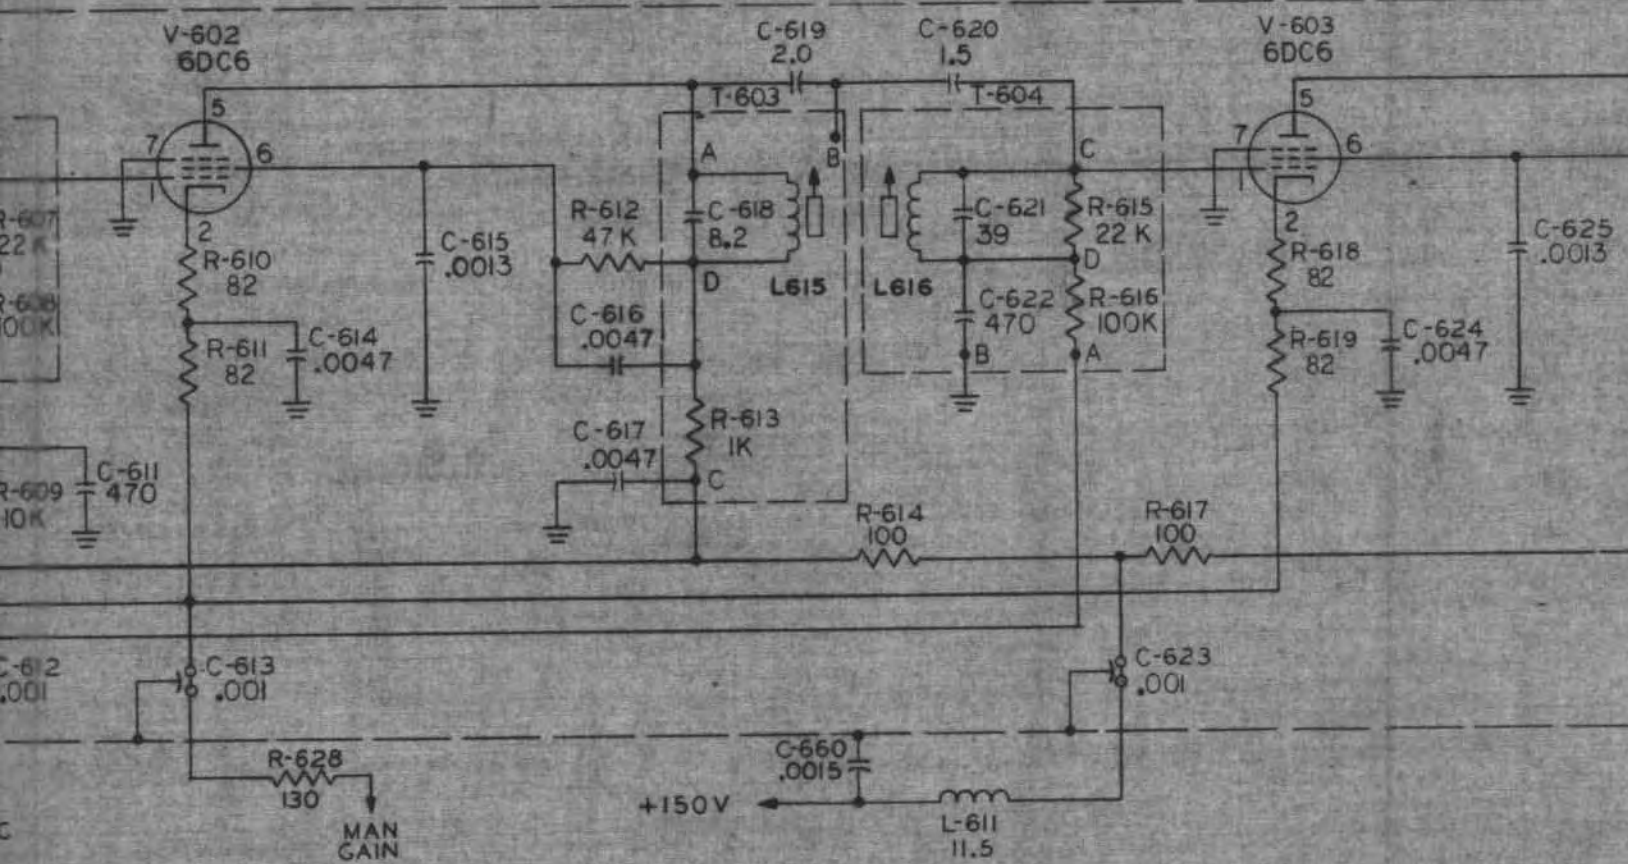 V-602
6DC6
C-619
2.0
C-620
1.5
V-603
6DC6
T-603
T-604
5
7
6
1
2
A
B
C
5
7
6
1
2
R-607
22K
R-608
100K
R-610
82
R-611
82
C-614
.0047
C-615
.0013
R-612
47K
C-618
8.2
D
L615
L616
C-621
39
R-615
22K
D
C-622
470
R-616
100K
B
A
R-618
82
R-619
82
C-624
.0047
C-625
.0013
C-616
.0047
C-617
.0047
R-613
1K
C
R-609
10K
C-611
470
R-614
100
R-617
100
C-612
.001
C-613
.001
C-623
.001
R-628
130
MAN
GAIN
C-660
.0015
+150V
L-611
11.5
C